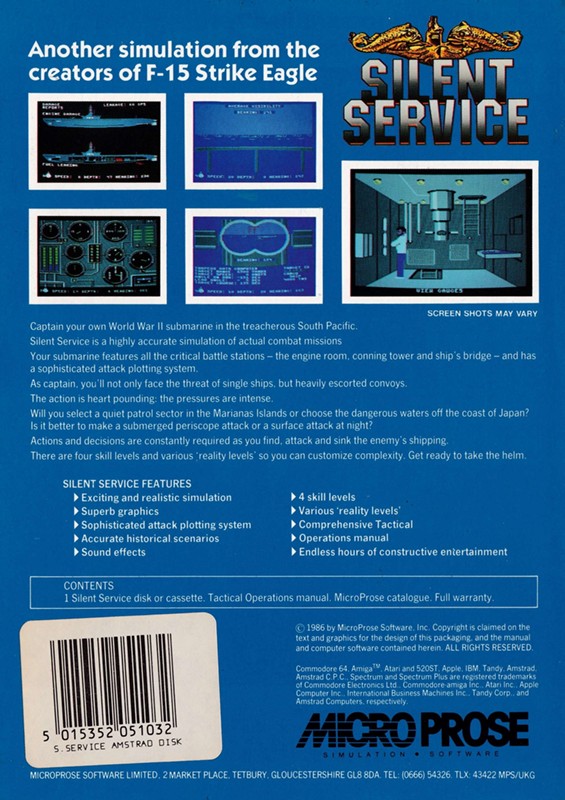 Another simulation from the
creators of F-15 Strike Eagle
SILENT
SERVICE
DAMAGE
REPORTS
ENGINE DAMAGE
FUEL LEAKING
VIEW GAUGES
SCREEN SHOTS MAY VARY
Captain your own World War II submarine in the treacherous South Pacific.
Silent Service is a highly accurate simulation of actual combat missions
Your submarine features all the critical battle stations – the engine room, conning tower and ship's bridge – and has
a sophisticated attack plotting system.
As captain, you'll not only face the threat of single ships, but heavily escorted convoys.
The action is heart pounding: the pressures are intense.
Will you select a quiet patrol sector in the Marianas Islands or choose the dangerous waters off the coast of Japan?
Is it better to make a submerged periscope attack or a surface attack at night?
Actions and decisions are constantly required as you find, attack and sink the enemy's shipping.
There are four skill levels and various 'reality levels' so you can customize complexity. Get ready to take the helm.
SILENT SERVICE FEATURES
Exciting and realistic simulation
Superb graphics
Sophisticated attack plotting system
Accurate historical scenarios
Sound effects
4 skill levels
Various 'reality levels'
Comprehensive Tactical
Operations manual
Endless hours of constructive entertainment
CONTENTS
1 Silent Service disk or cassette. Tactical Operations manual. MicroProse catalogue. Full warranty.
© 1986 by MicroProse Software, Inc. Copyright is claimed on the
text and graphics for the design of this packaging, and the manual
and computer software contained herein. ALL RIGHTS RESERVED.
Commodore 64, Amiga™, Atari and 520ST, Apple, IBM, Tandy, Amstrad,
Amstrad C.P.C., Spectrum and Spectrum Plus are registered trademarks
of Commodore Electronics Ltd., Commodore-amiga Inc., Atari Inc., Apple
Computer Inc., International Business Machines Inc., Tandy Corp., and
Amstrad Computers, respectively.
5 015352 051032
S.SERVICE AMSTRAD DISK
MICROPROSE
SIMULATION • SOFTWARE
MICROPROSE SOFTWARE LIMITED, 2 MARKET PLACE, TETBURY, GLOUCESTERSHIRE GL8 8DA. TEL: (0666) 54326. TLX: 43422 MPS/UKG